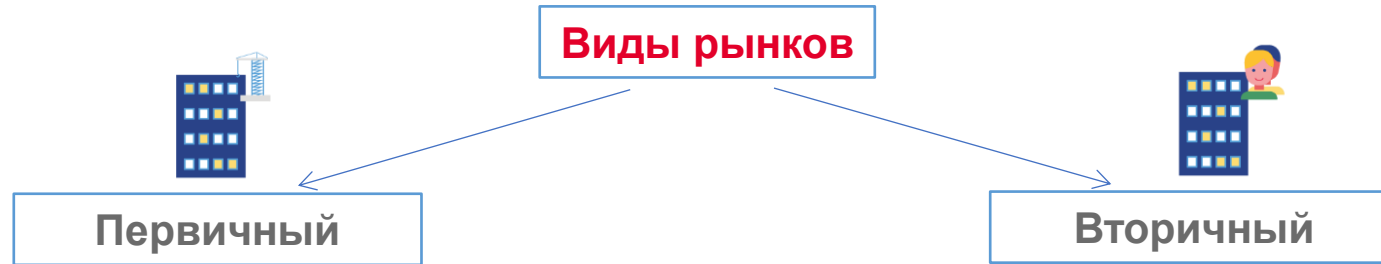 Виды рынков
Первичный
Вторичный